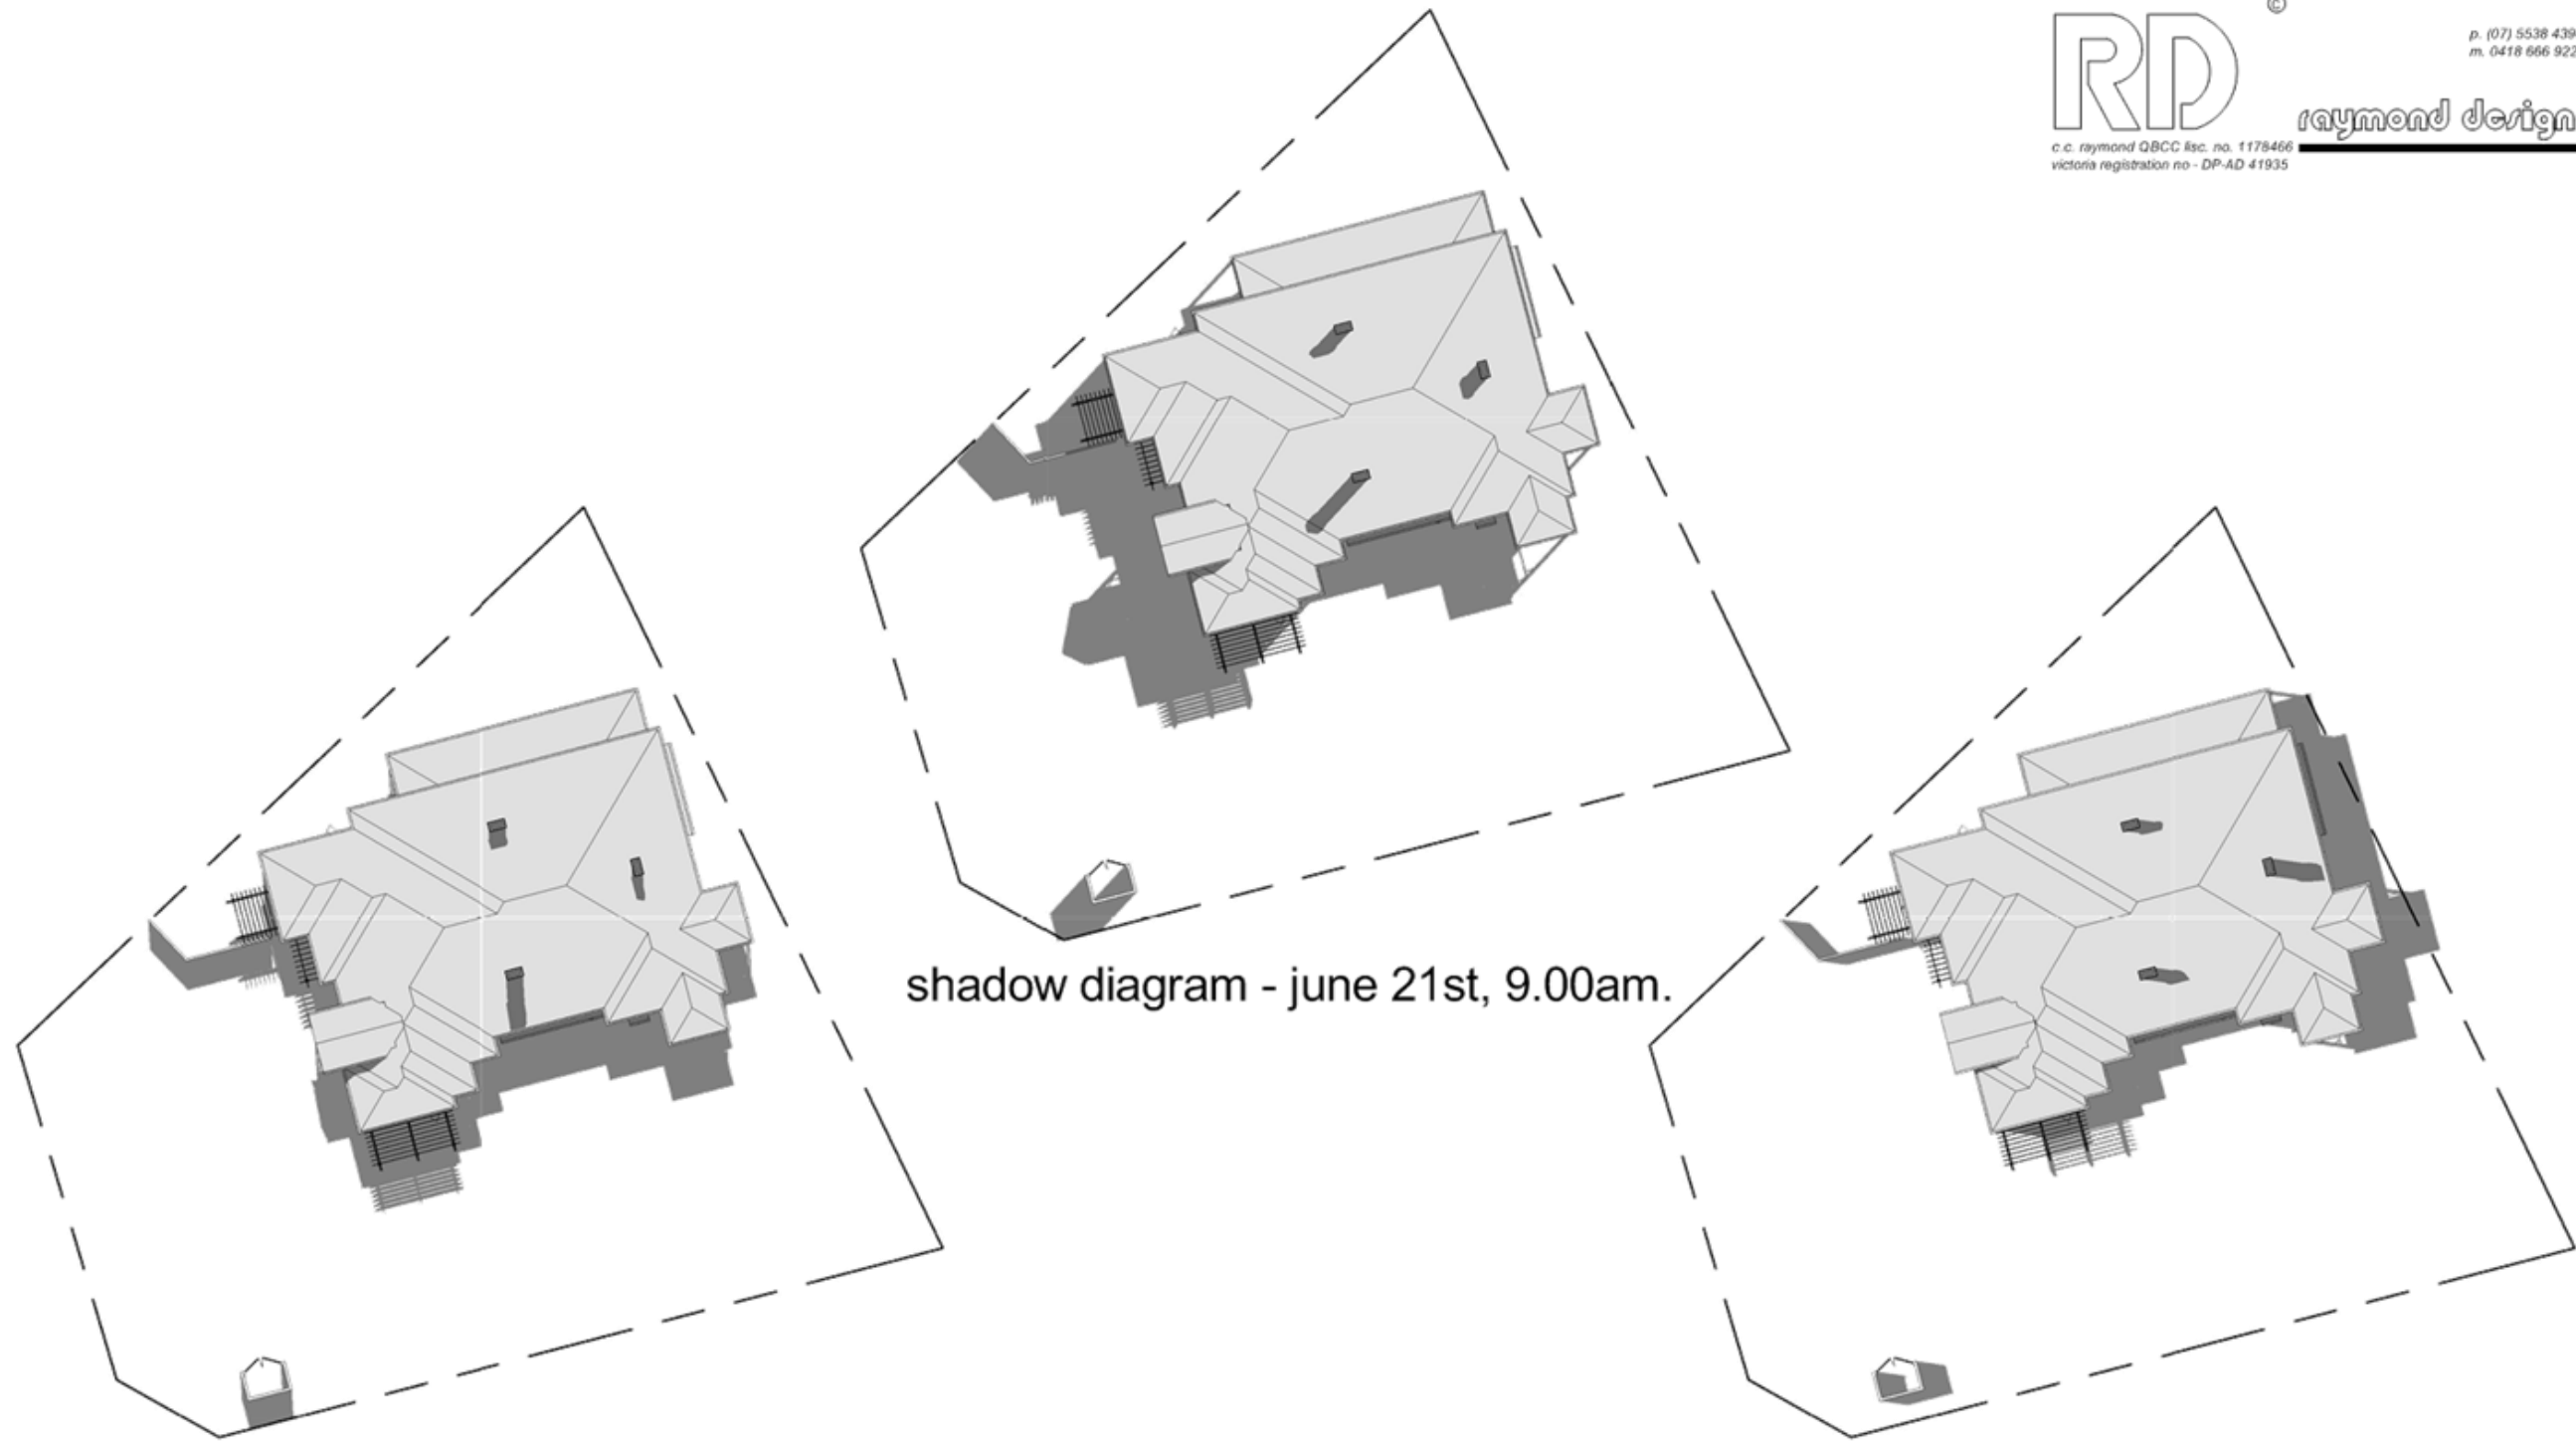 ©
RD
p. (07) 5538 439
m. 0418 666 922
raymond design
c.c. raymond QBCC lisc. no. 1178466
victoria registration no - DP-AD 41935
shadow diagram - june 21st, 9.00am.